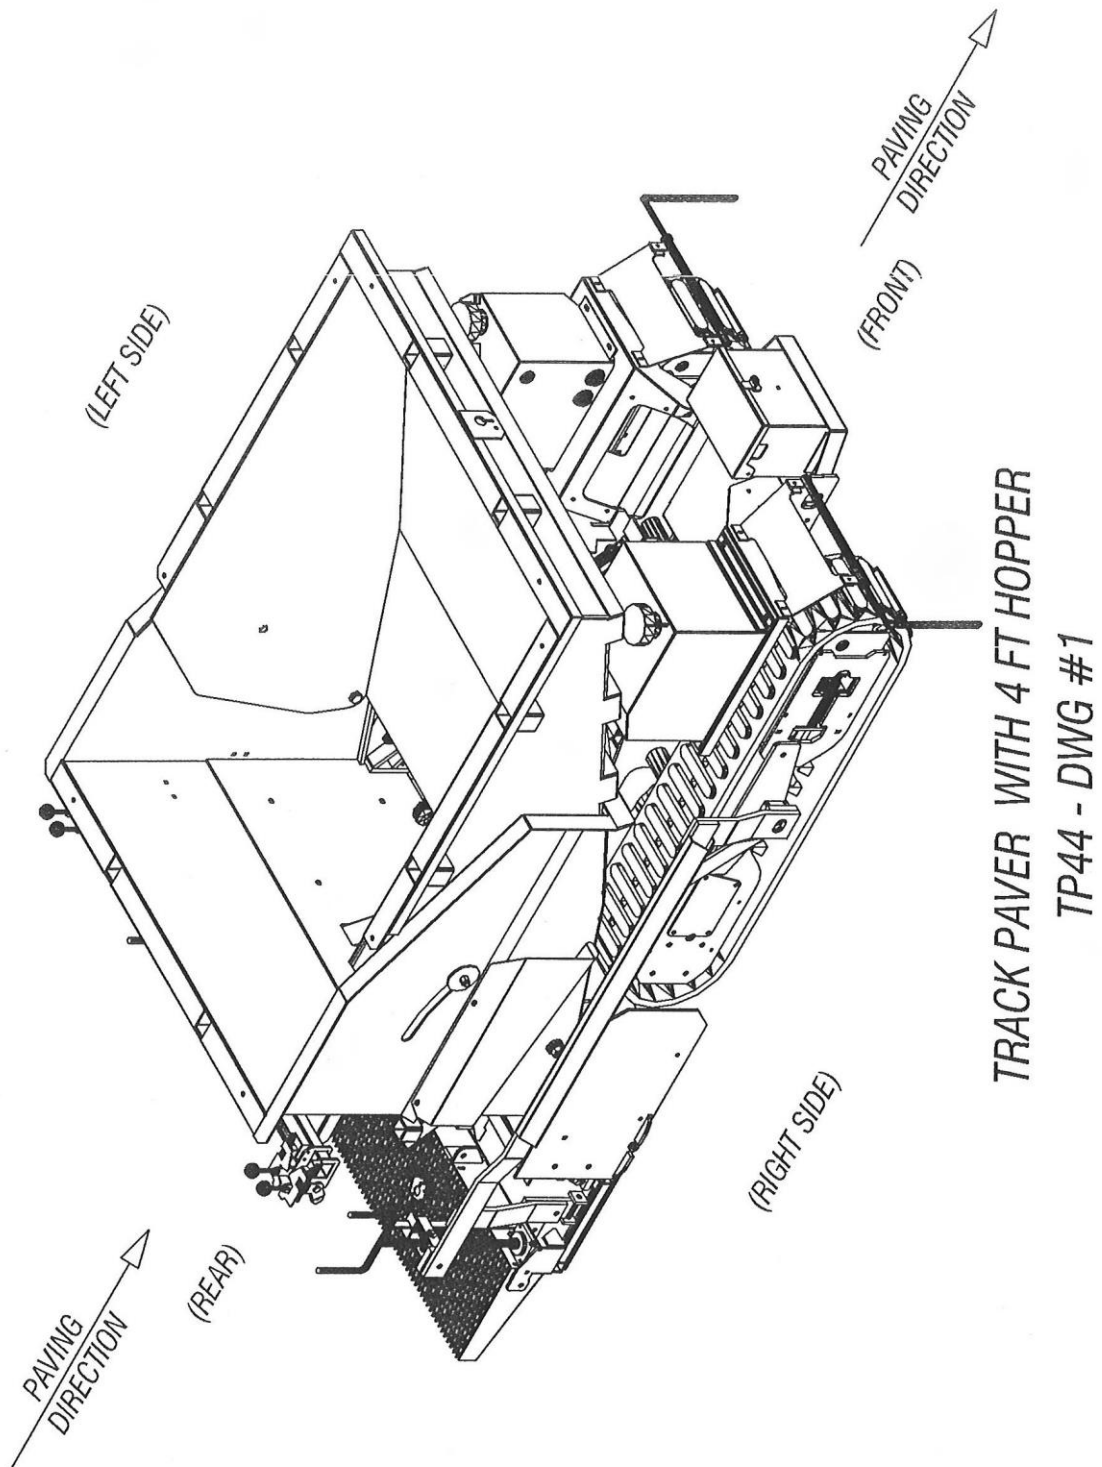 PAVING
DIRECTION
(REAR)
(LEFT SIDE)
(RIGHT SIDE)
(FRONT)
PAVING
DIRECTION
TRACK PAVER WITH 4 FT HOPPER
TP44 - DWG #1